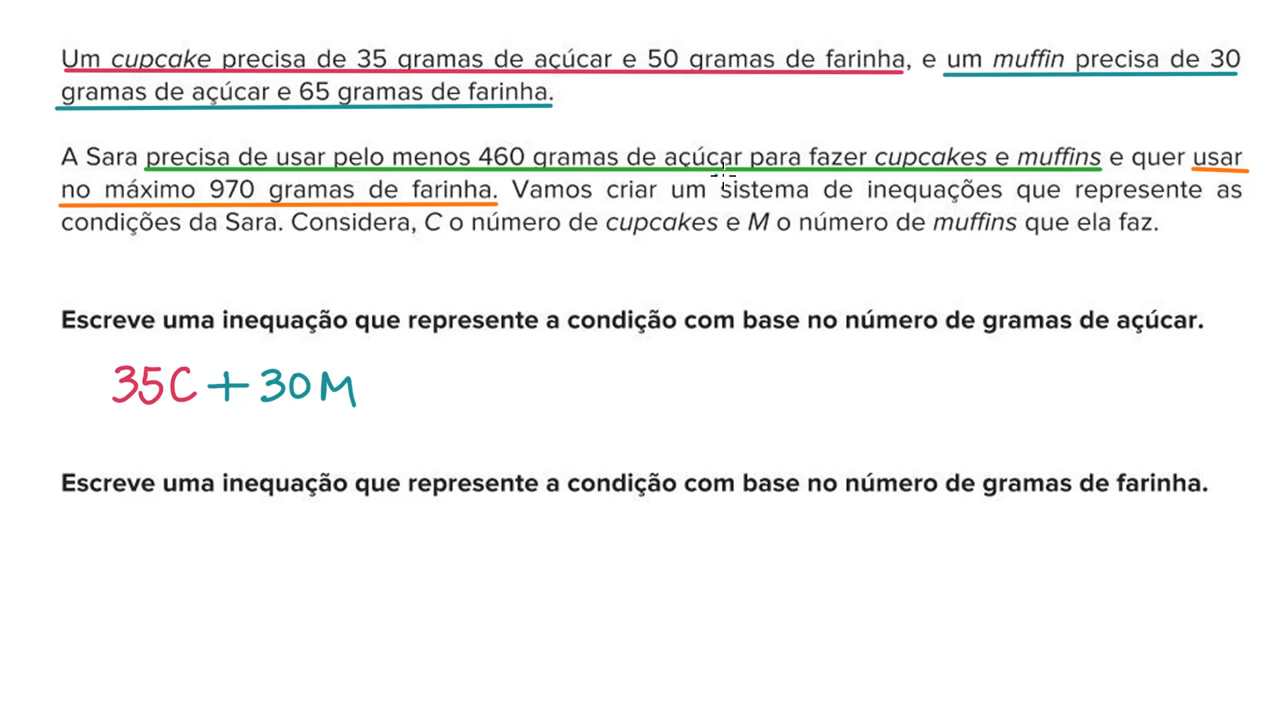 Um cupcake precisa de 35 gramas de açúcar e 50 gramas de farinha, e um muffin precisa de 30
gramas de açúcar e 65 gramas de farinha.
A Sara precisa de usar pelo menos 460 gramas de açúcar para fazer cupcakes e muffins e quer usar
no máximo 970 gramas de farinha. Vamos criar um sistema de inequações que represente as
condições da Sara. Considera, C o número de cupcakes e M o número de muffins que ela faz.
Escreve uma inequação que represente a condição com base no número de gramas de açúcar.
35C + 30M
Escreve uma inequação que represente a condição com base no número de gramas de farinha.